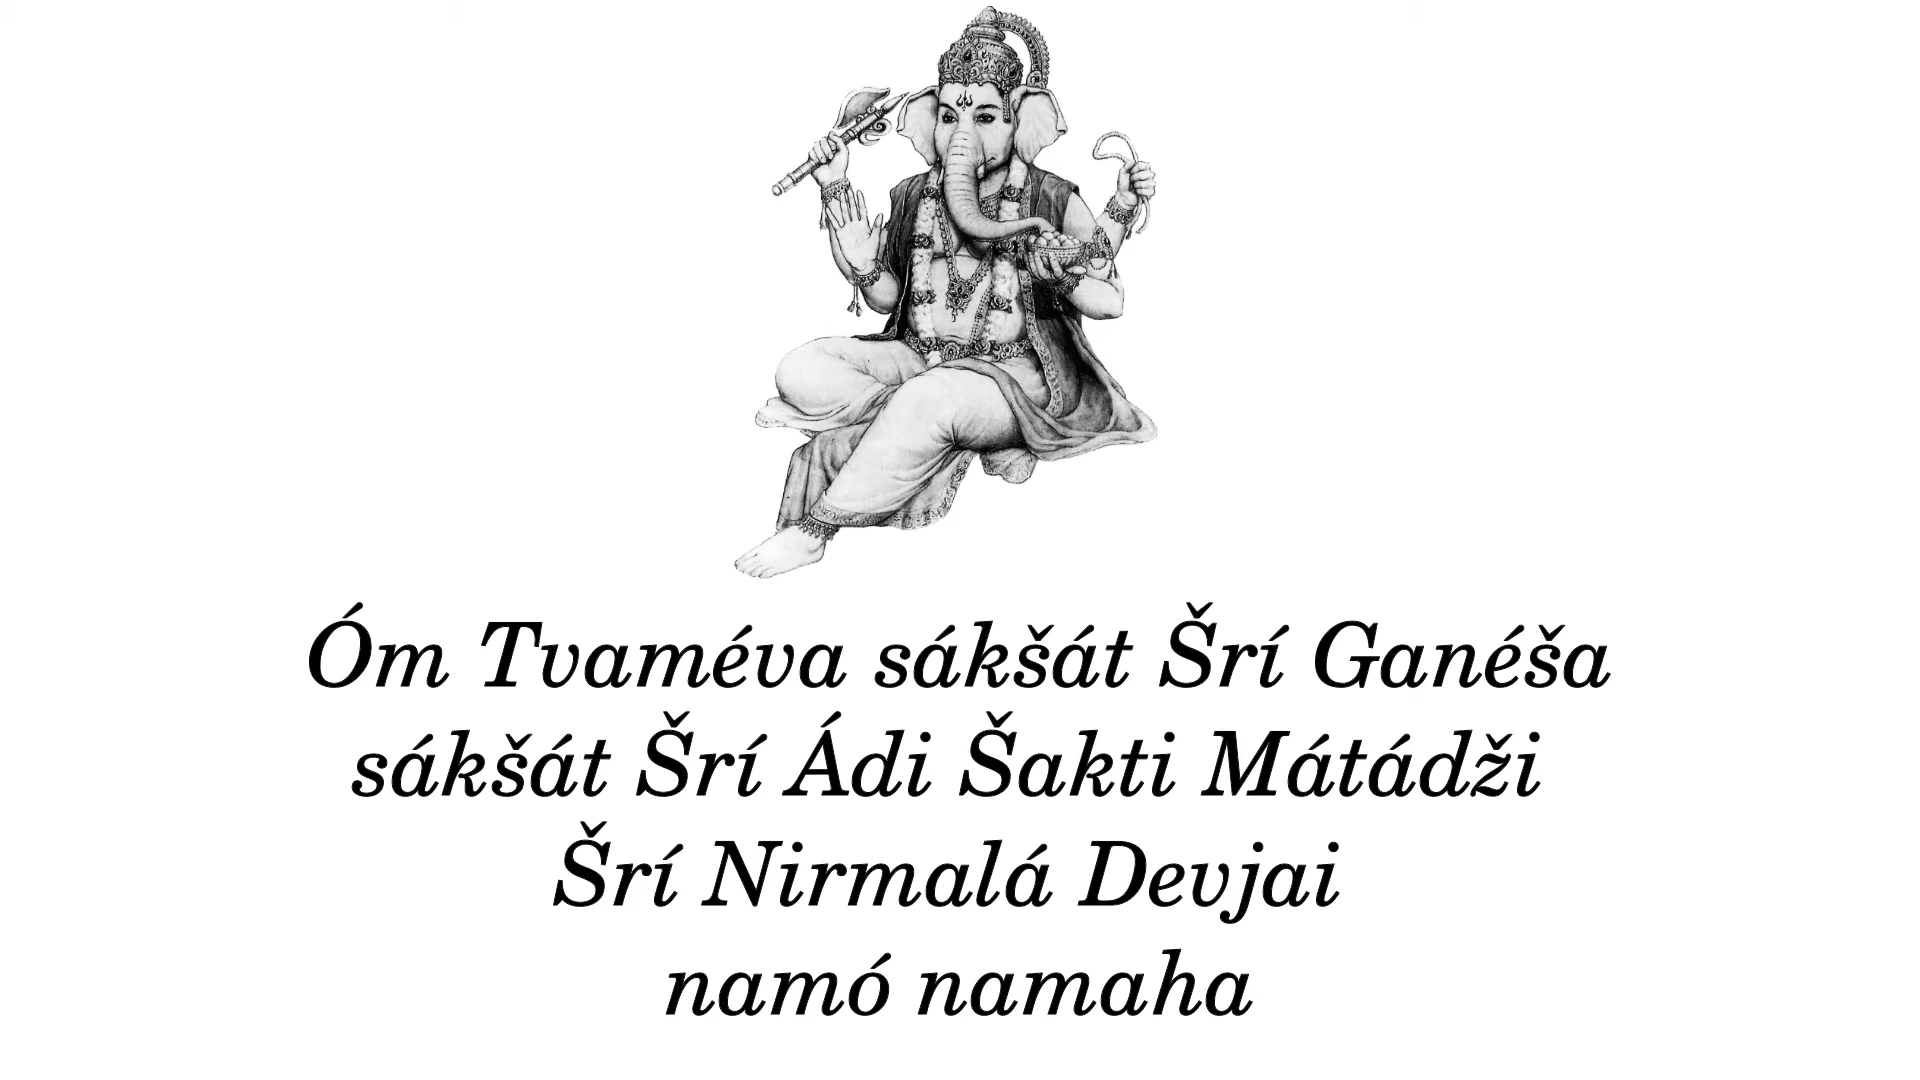 Óm Tvaméva sákšát Šrí Ganéša
sákšát Šrí Ádi Šakti Mátádži
Šrí Nirmalá Devjai
namó namaha